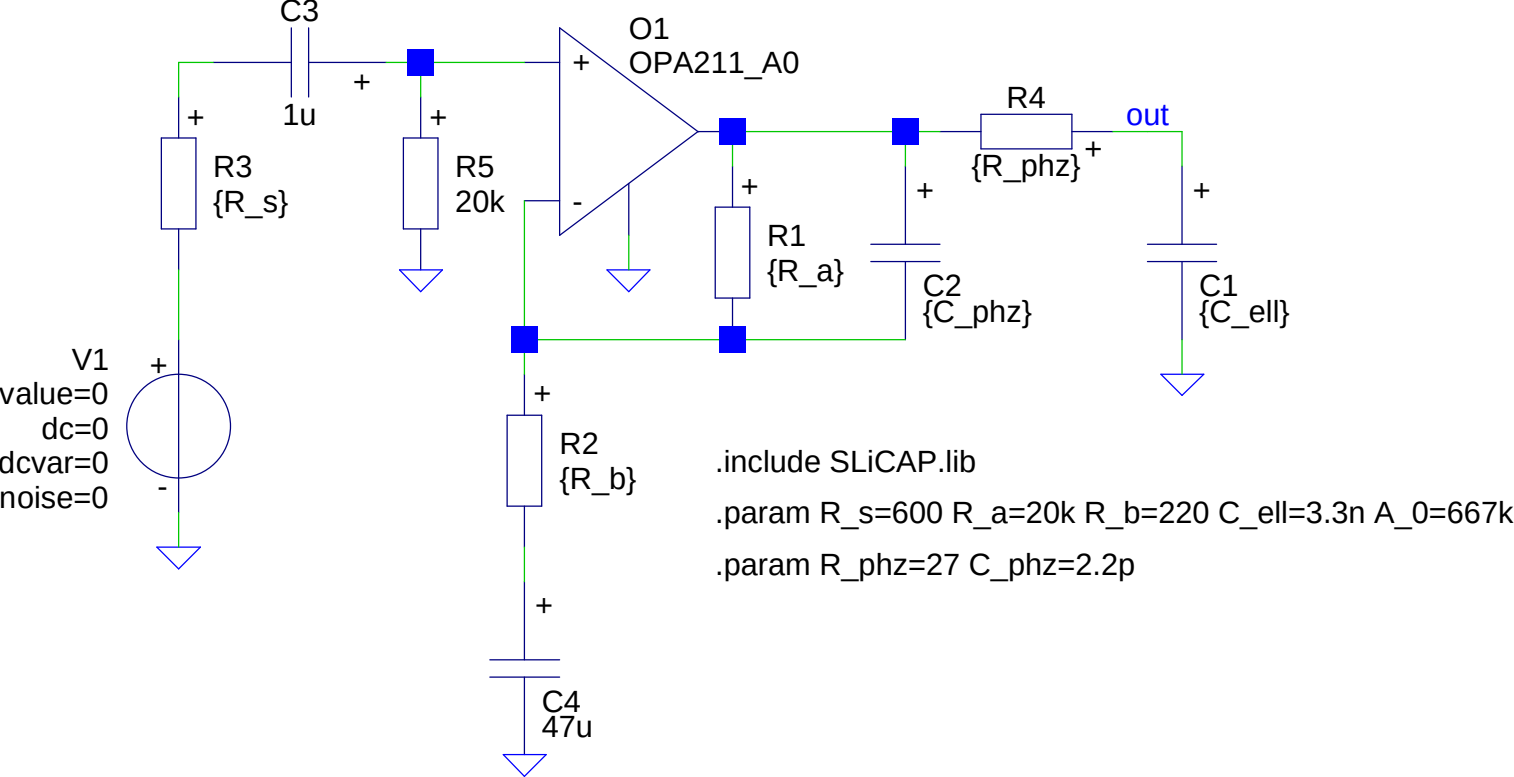 C3
+
1u
O1
OPA211_A0
+
-
R4
{R_phz}
+
out
+
R3
{R_s}
+
R5
20k
+
R1
{R_a}
+
C2
{C_phz}
+
C1
{C_ell}
V1
value=0
dc=0
dcvar=0
noise=0
+
-
+
R2
{R_b}
+
C4
47u
.include SLiCAP.lib
.param R_s=600 R_a=20k R_b=220 C_ell=3.3n A_0=667k
.param R_phz=27 C_phz=2.2p